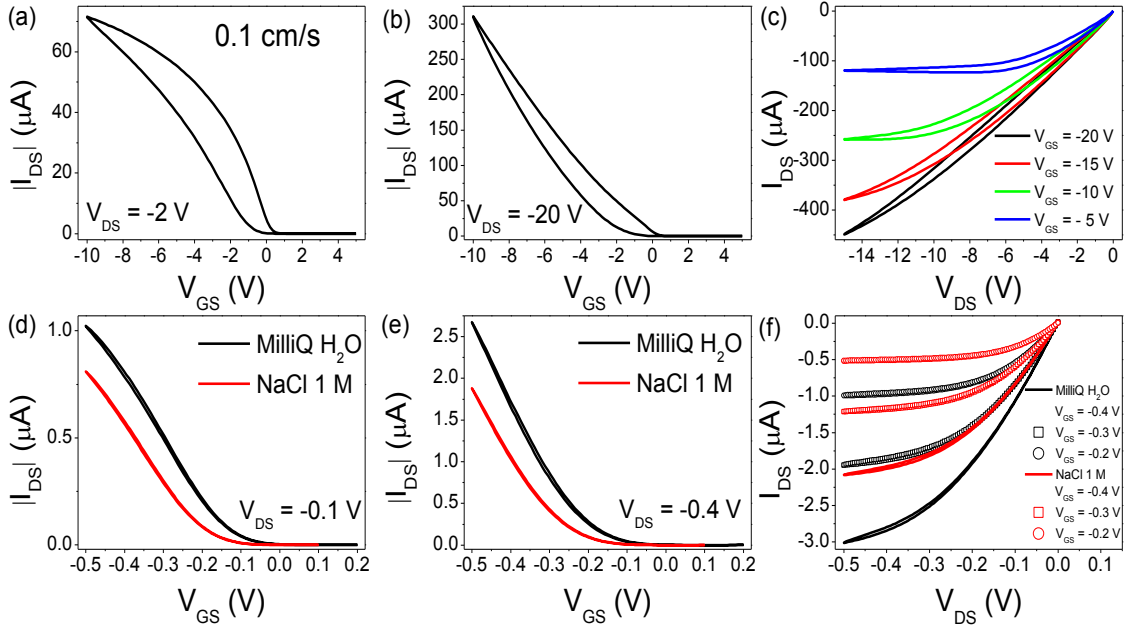 (a)
0.1 cm/s
60
40
20
0
|I_DS| (μA)
V_DS = -2 V
-10 -8 -6 -4 -2 0 2 4
V_GS (V)
(b)
300
250
200
150
100
50
0
|I_DS| (μA)
V_DS = -20 V
-10 -8 -6 -4 -2 0 2 4
V_GS (V)
(c)
0
-100
-200
-300
-400
I_DS (μA)
V_GS = -20 V
V_GS = -15 V
V_GS = -10 V
V_GS = - 5 V
-14 -12 -10 -8 -6 -4 -2 0
V_DS (V)
(d)
1.0
0.5
0.0
|I_DS| (μA)
MilliQ H₂O
NaCl 1 M
V_DS = -0.1 V
-0.5 -0.4 -0.3 -0.2 -0.1 0.0 0.1 0.2
V_GS (V)
(e)
2.5
2.0
1.5
1.0
0.5
0.0
|I_DS| (μA)
MilliQ H₂O
NaCl 1 M
V_DS = -0.4 V
-0.5 -0.4 -0.3 -0.2 -0.1 0.0 0.1 0.2
V_GS (V)
(f)
0.0
-0.5
-1.0
-1.5
-2.0
-2.5
-3.0
I_DS (μA)
MilliQ H₂O
V_GS = -0.4 V
V_GS = -0.3 V
V_GS = -0.2 V
NaCl 1 M
V_GS = -0.4 V
V_GS = -0.3 V
V_GS = -0.2 V
-0.5 -0.4 -0.3 -0.2 -0.1 0.0 0.1
V_DS (V)